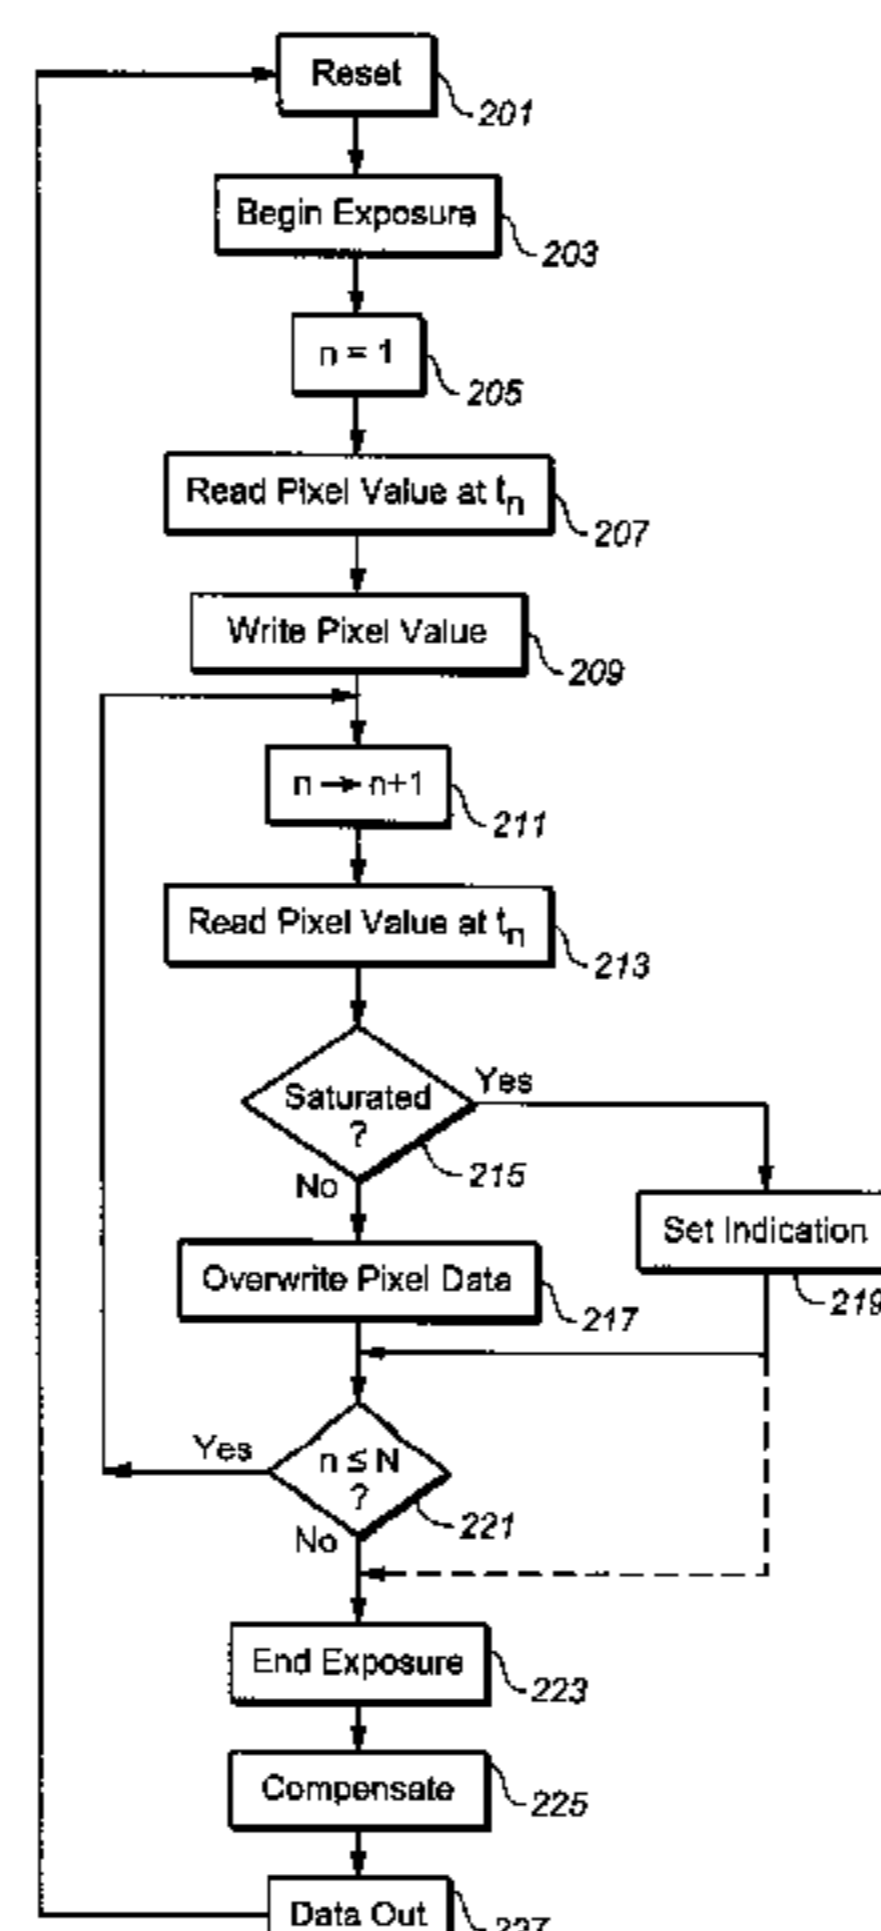 Reset
201
Begin Exposure
203
n = 1
205
Read Pixel Value at tn
207
Write Pixel Value
209
n → n+1
211
Read Pixel Value at tn
213
Saturated
?
Yes
215
No
Set Indication
219
Overwrite Pixel Data
217
Yes
n ≤ N
?
221
No
End Exposure
223
Compensate
225
Data Out